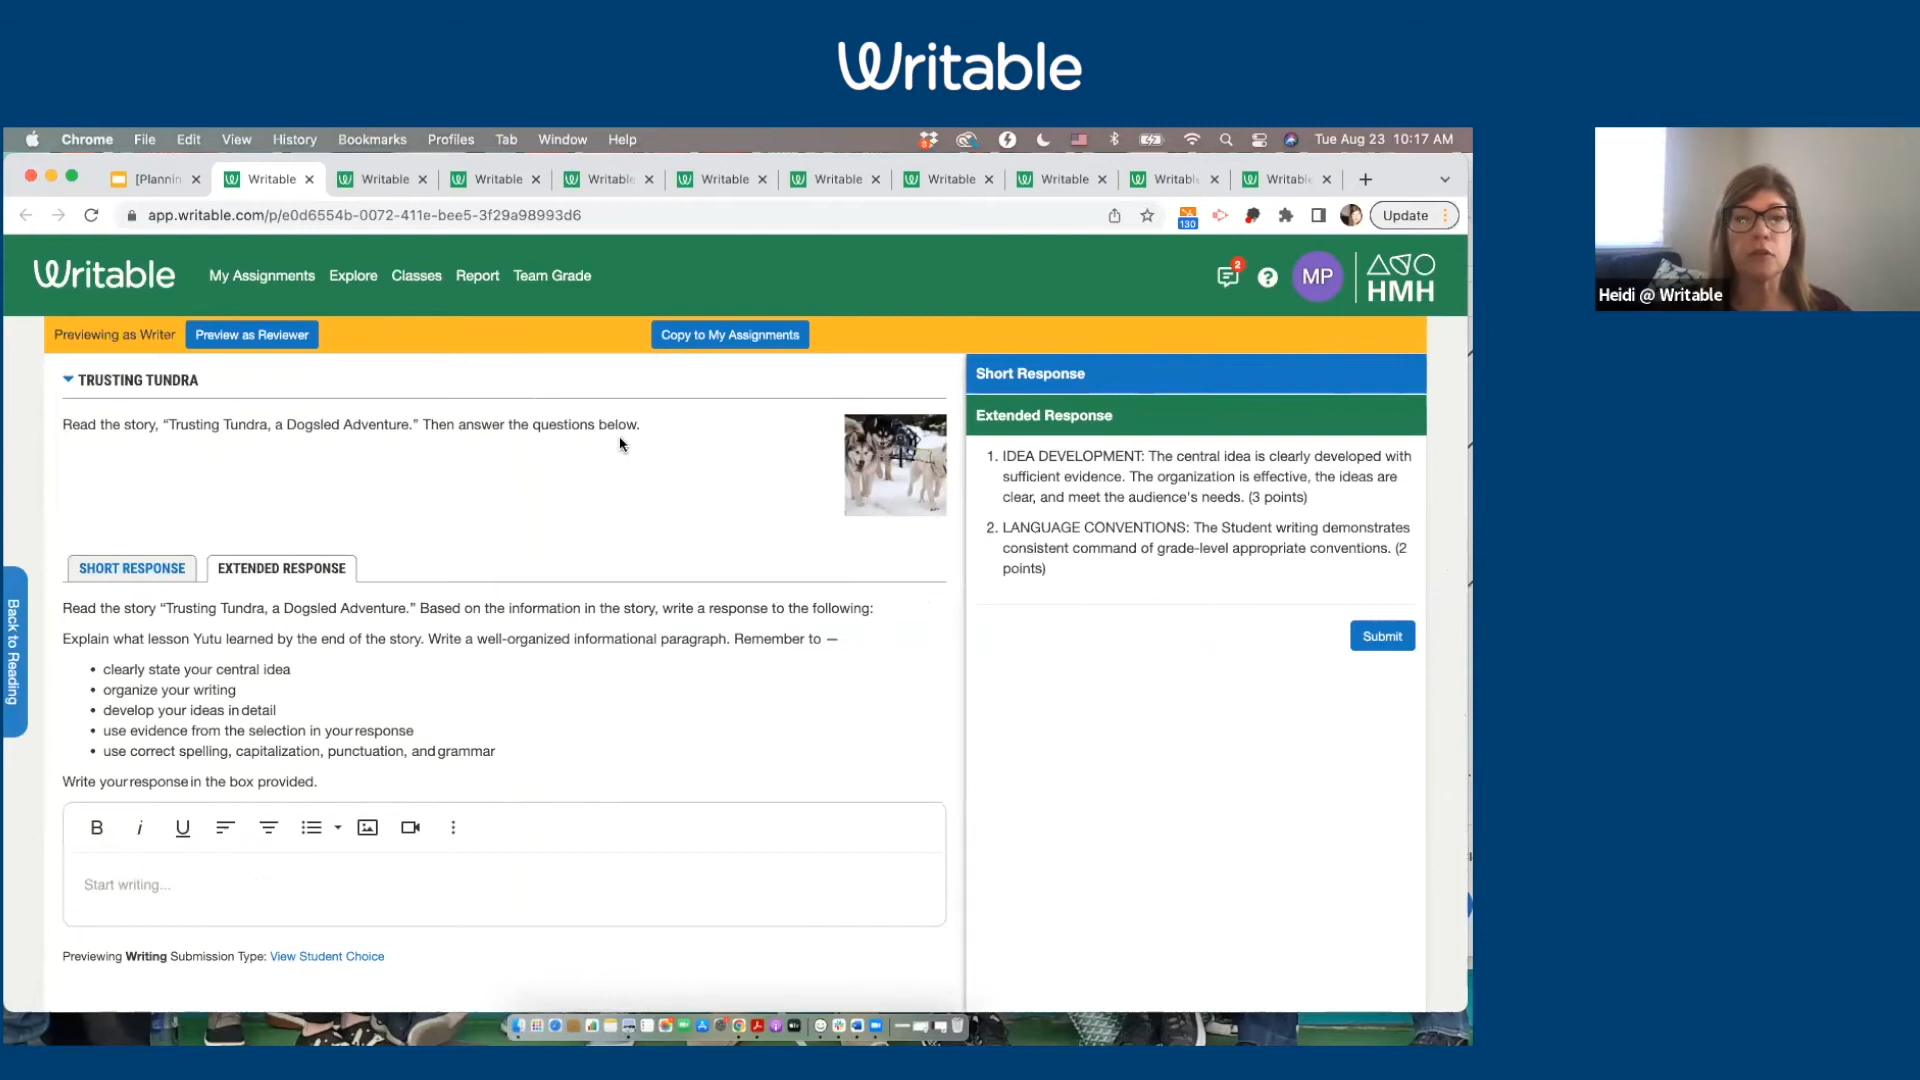 Writable
Chrome File Edit View History Bookmarks Profiles Tab Window Help Tue Aug 23 10:17 AM
[Plannin Writable Writable Writable Writable Writable Writable Writable Writable Writabl Writabl
app.writable.com/p/e0d6554b-0072-411e-bee5-3f29a98993d6
130
Update
Writable My Assignments Explore Classes Report Team Grade
2
MP
HMH
Previewing as Writer Preview as Reviewer Copy to My Assignments
TRUSTING TUNDRA
Read the story, “Trusting Tundra, a Dogsled Adventure.” Then answer the questions below.
SHORT RESPONSE EXTENDED RESPONSE
Read the story “Trusting Tundra, a Dogsled Adventure.” Based on the information in the story, write a response to the following:
Explain what lesson Yutu learned by the end of the story. Write a well-organized informational paragraph. Remember to —
• clearly state your central idea
• organize your writing
• develop your ideas in detail
• use evidence from the selection in your response
• use correct spelling, capitalization, punctuation, and grammar
Write your response in the box provided.
B i U
Start writing...
Previewing Writing Submission Type: View Student Choice
Back to Reading
Short Response
Extended Response
1. IDEA DEVELOPMENT: The central idea is clearly developed with
sufficient evidence. The organization is effective, the ideas are
clear, and meet the audience's needs. (3 points)
2. LANGUAGE CONVENTIONS: The Student writing demonstrates
consistent command of grade-level appropriate conventions. (2
points)
Submit
Heidi @ Writable